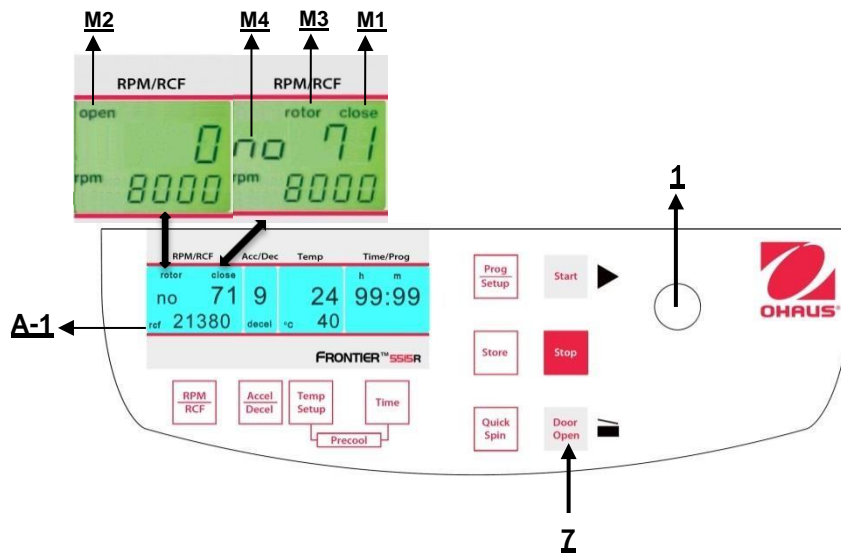 M2
M4
M3
M1
RPM/RCF
RPM/RCF
open
rotor close
0
no 71
rpm 8000
rpm 8000
1
RPM/RCF Acc/Dec Temp Time/Prog
rotor close h m
no 71 9 24 99:99
A-1
rcf 21380 decel °C 40
FRONTIER™ 5515R
RPM
RCF
Accel
Decel
Temp
Setup
Time
Precool
Prog
Setup
Start
Store
Stop
Quick
Spin
Door
Open
OHAUS®
7